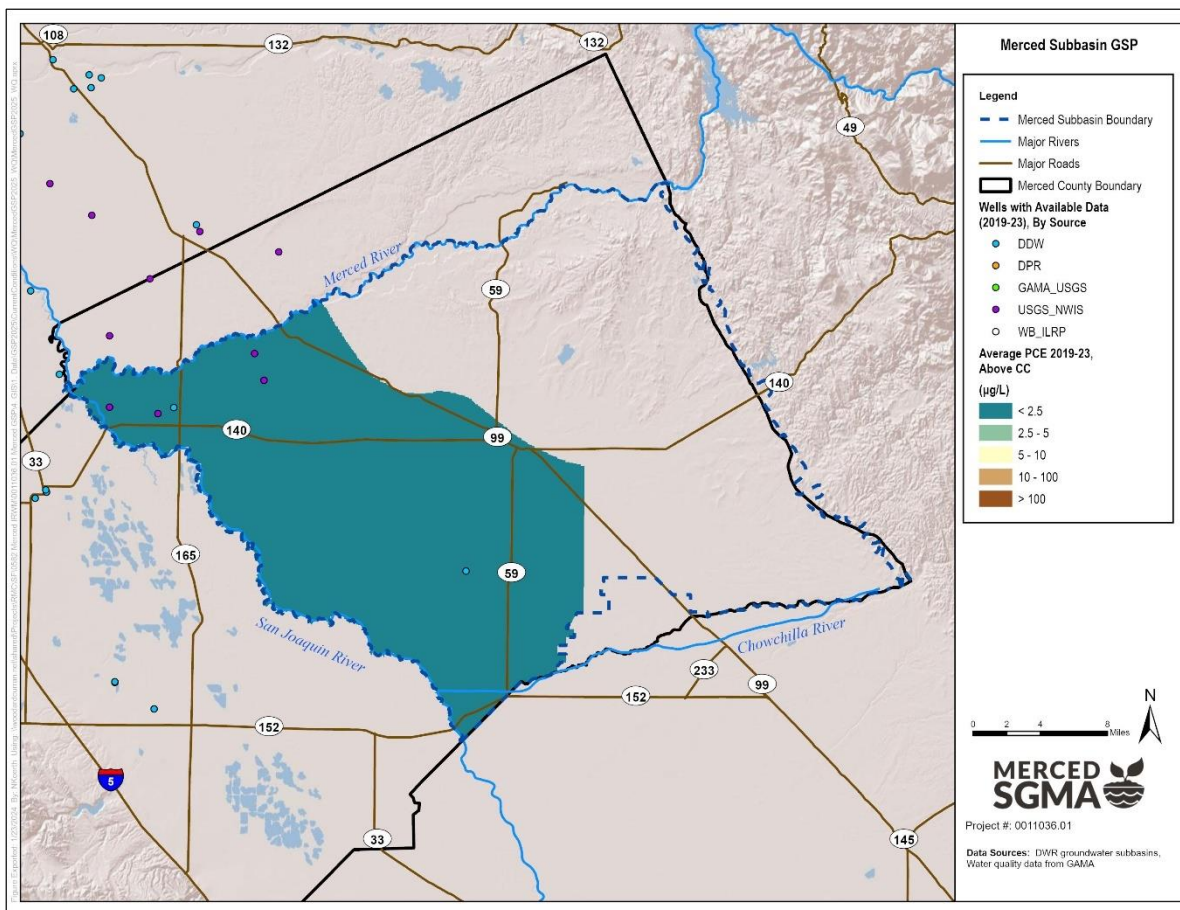 Merced Subbasin GSP
Legend
Merced Subbasin Boundary
Major Rivers
Major Roads
Merced County Boundary
Wells with Available Data
(2019-23), By Source
DDW
DPR
GAMA_USGS
USGS_NWIS
WB_ILRP
Average PCE 2019-23,
Above CC
(µg/L)
< 2.5
2.5 - 5
5 - 10
10 - 100
> 100
N
0 2 4 8
Miles
MERCED
SGMA
Project #: 0011036.01
Data Sources: DWR groundwater subbasins,
Water quality data from GAMA
108
132
132
49
Merced River
59
140
140
99
33
165
59
San Joaquin River
Chowchilla River
233
99
152
152
5
33
145